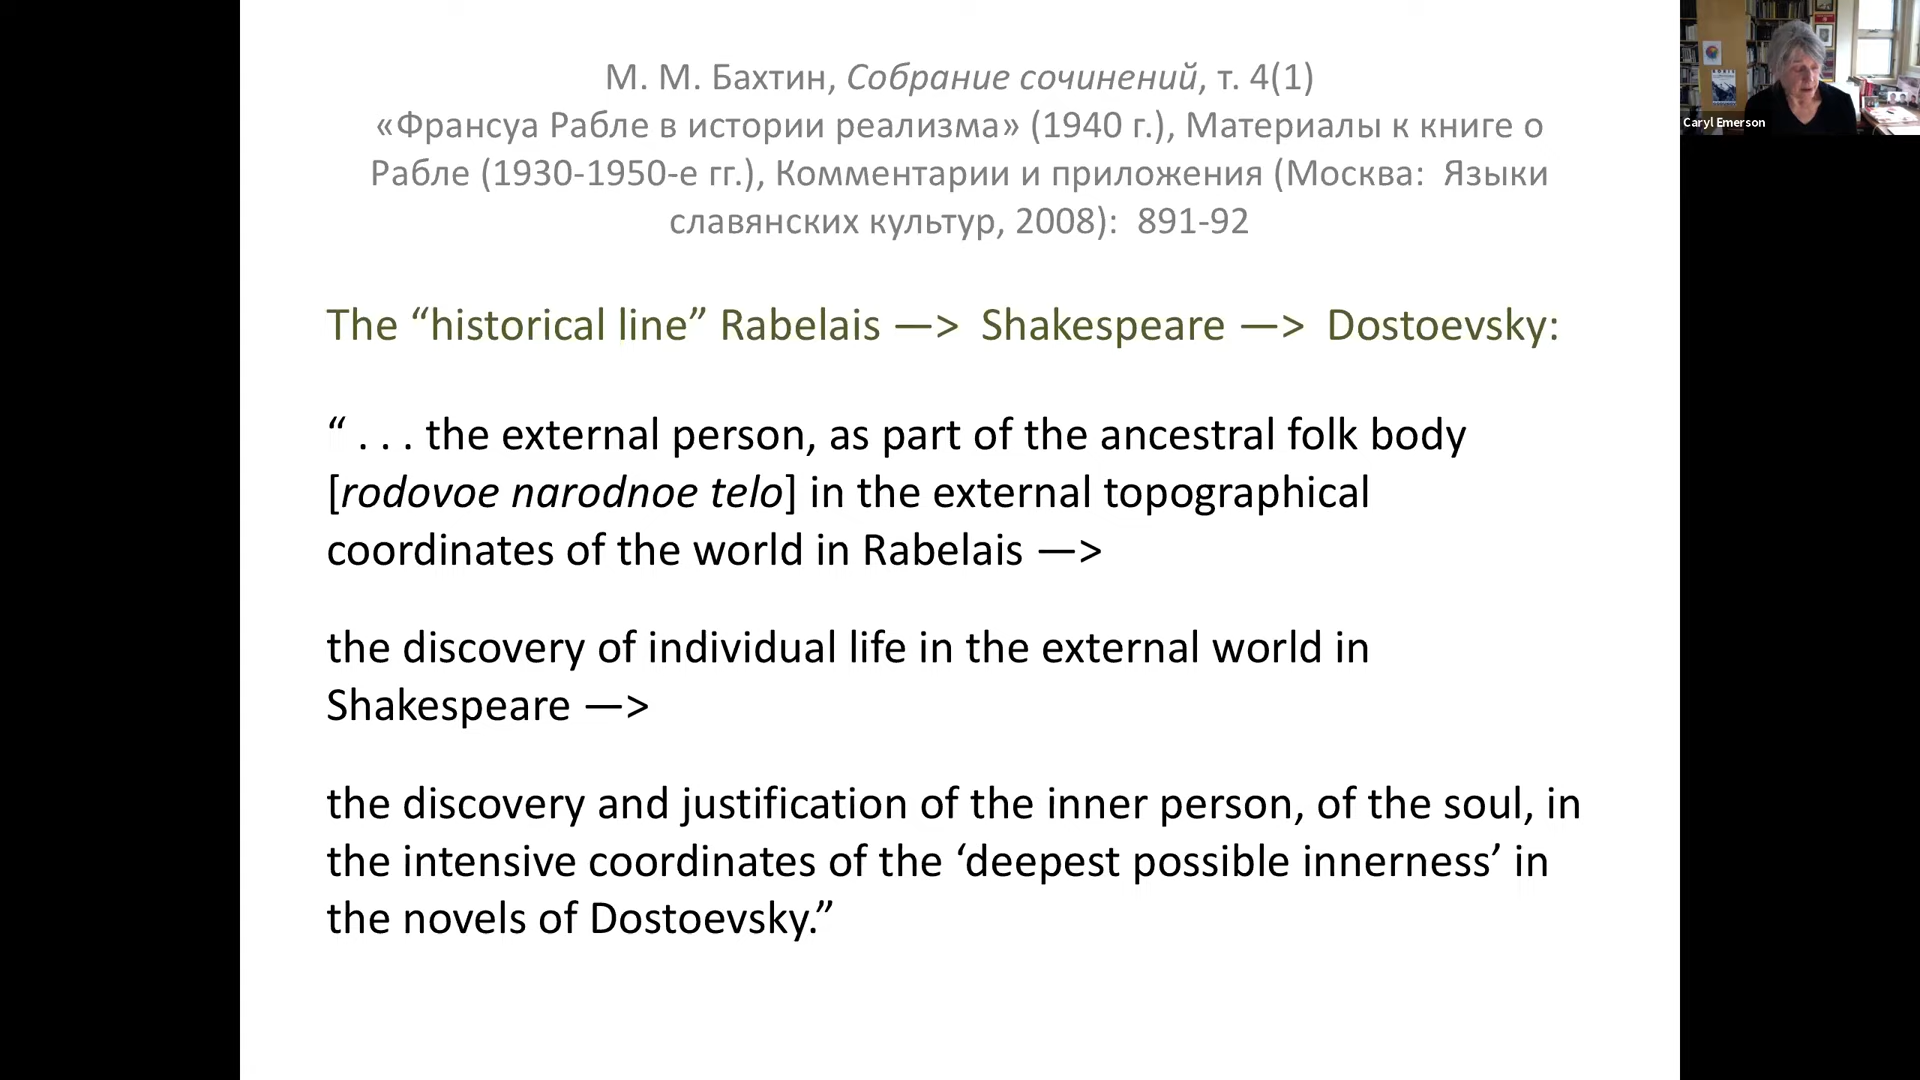 М. М. Бахтин, Собрание сочинений, т. 4(1)
«Франсуа Рабле в истории реализма» (1940 г.), Материалы к книге о
Рабле (1930-1950-е гг.), Комментарии и приложения (Москва:  Языки
славянских культур, 2008):  891-92
The “historical line” Rabelais —>  Shakespeare —>  Dostoevsky:
“ . . . the external person, as part of the ancestral folk body
[rodovoe narodnoe telo] in the external topographical
coordinates of the world in Rabelais —>
the discovery of individual life in the external world in
Shakespeare —>
the discovery and justification of the inner person, of the soul, in
the intensive coordinates of the ‘deepest possible innerness’ in
the novels of Dostoevsky.”
Caryl Emerson